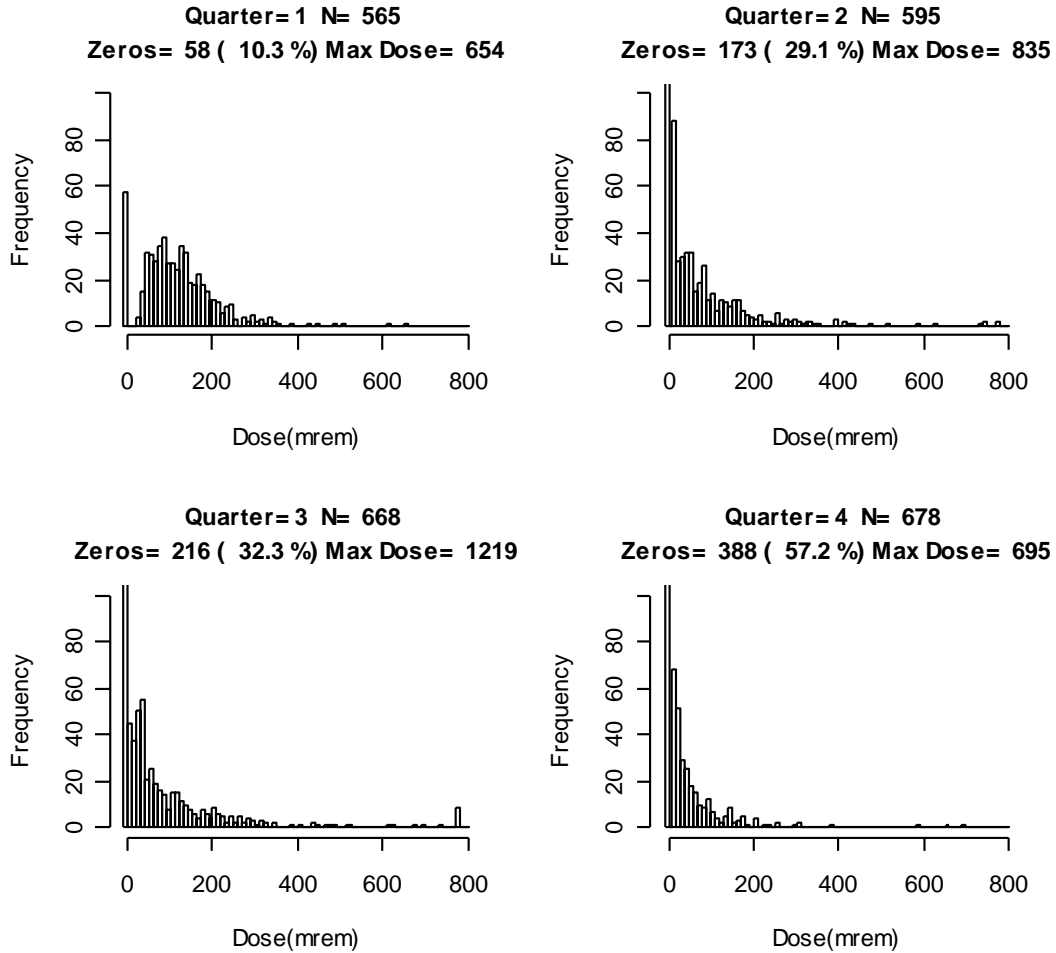 Quarter= 1 N= 565
Zeros= 58 ( 10.3 %) Max Dose= 654
Frequency
80
60
40
20
0
0 200 400 600 800
Dose(mrem)
Quarter= 2 N= 595
Zeros= 173 ( 29.1 %) Max Dose= 835
Frequency
80
60
40
20
0
0 200 400 600 800
Dose(mrem)
Quarter= 3 N= 668
Zeros= 216 ( 32.3 %) Max Dose= 1219
Frequency
80
60
40
20
0
0 200 400 600 800
Dose(mrem)
Quarter= 4 N= 678
Zeros= 388 ( 57.2 %) Max Dose= 695
Frequency
80
60
40
20
0
0 200 400 600 800
Dose(mrem)